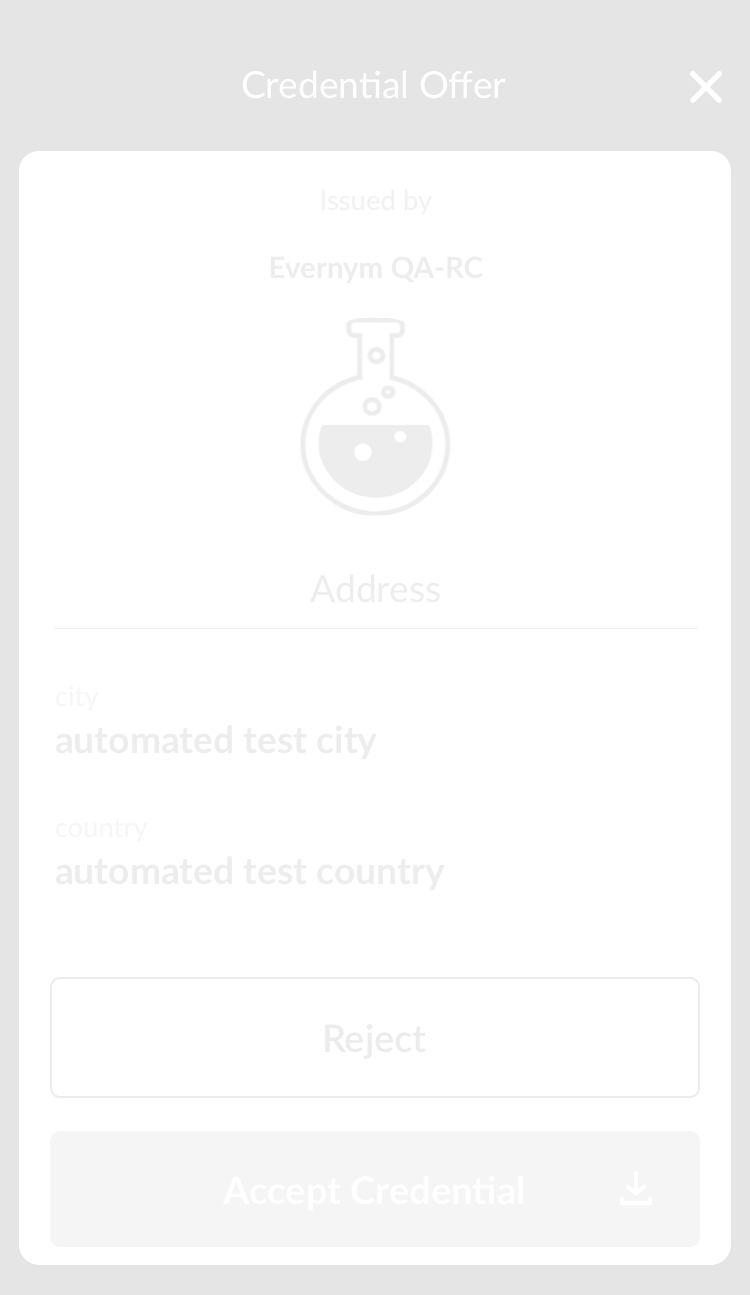 Credential Offer
Issued by
Evernym QA-RC
Address
city
automated test city
country
automated test country
Reject
Accept Credential